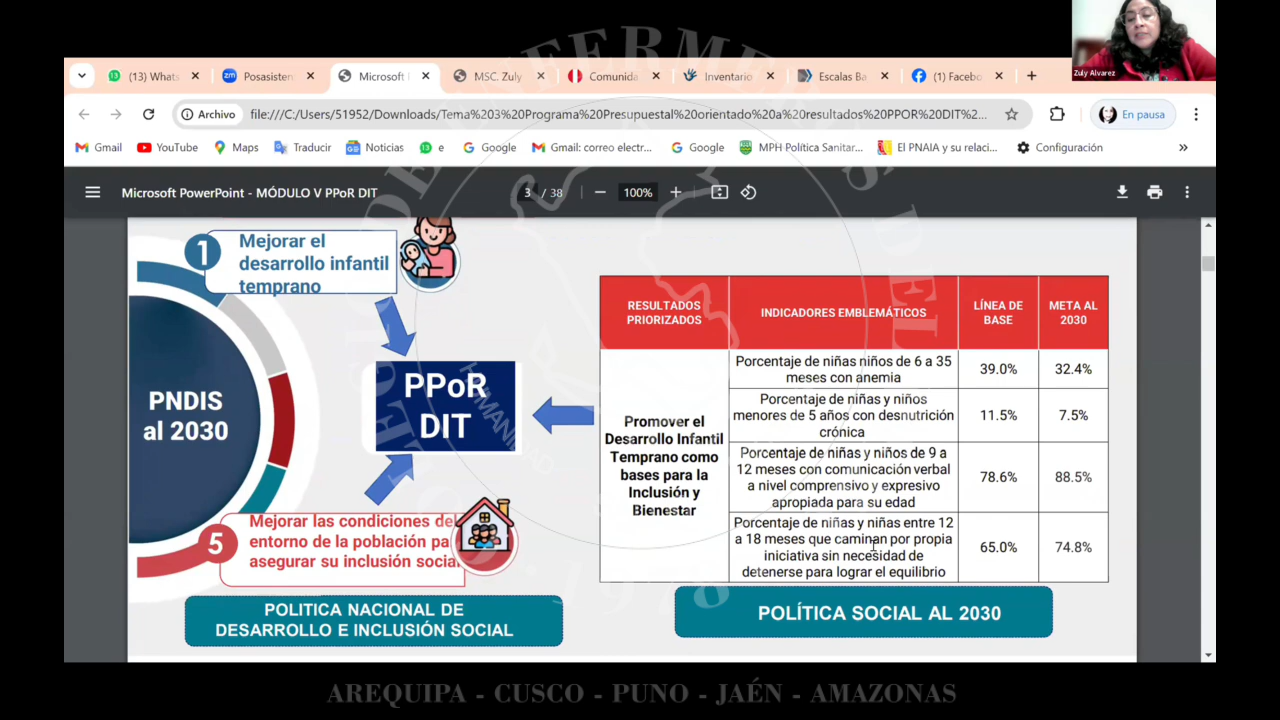 Zuly Alvarez
(13) Whats
Posasisten
Microsoft
MSC. Zuly
Comunida
Inventario
Escalas Ba
(1) Facebo
Archivo
file:///C:/Users/51952/Downloads/Tema%203%20Programa%20Presupuestal%20orientado%20a%20resultados%20PPOR%20DIT%2...
En pausa
Gmail
YouTube
Maps
Traducir
Noticias
e
Google
Gmail: correo electr...
Google
MPH Política Sanitar...
El PNAIA y su relaci...
Configuración
Microsoft PowerPoint - MÓDULO V PPoR DIT
3 / 38
100%
1
Mejorar el
desarrollo infantil
temprano
PNDIS
al 2030
PPoR
DIT
5
Mejorar las condiciones del
entorno de la población pa
asegurar su inclusión social
POLITICA NACIONAL DE
DESARROLLO E INCLUSIÓN SOCIAL
RESULTADOS
PRIORIZADOS
INDICADORES EMBLEMÁTICOS
LÍNEA DE
BASE
META AL
2030
Promover el
Desarrollo Infantil
Temprano como
bases para la
Inclusión y
Bienestar
Porcentaje de niñas niños de 6 a 35
meses con anemia
39.0%
32.4%
Porcentaje de niñas y niños
menores de 5 años con desnutrición
crónica
11.5%
7.5%
Porcentaje de niñas y niños de 9 a
12 meses con comunicación verbal
a nivel comprensivo y expresivo
apropiada para su edad
78.6%
88.5%
Porcentaje de niñas y niñas entre 12
a 18 meses que caminan por propia
iniciativa sin necesidad de
detenerse para lograr el equilibrio
65.0%
74.8%
POLÍTICA SOCIAL AL 2030
HUMANIDAD
1978
AREQUIPA - CUSCO - PUNO - JAÉN - AMAZONAS